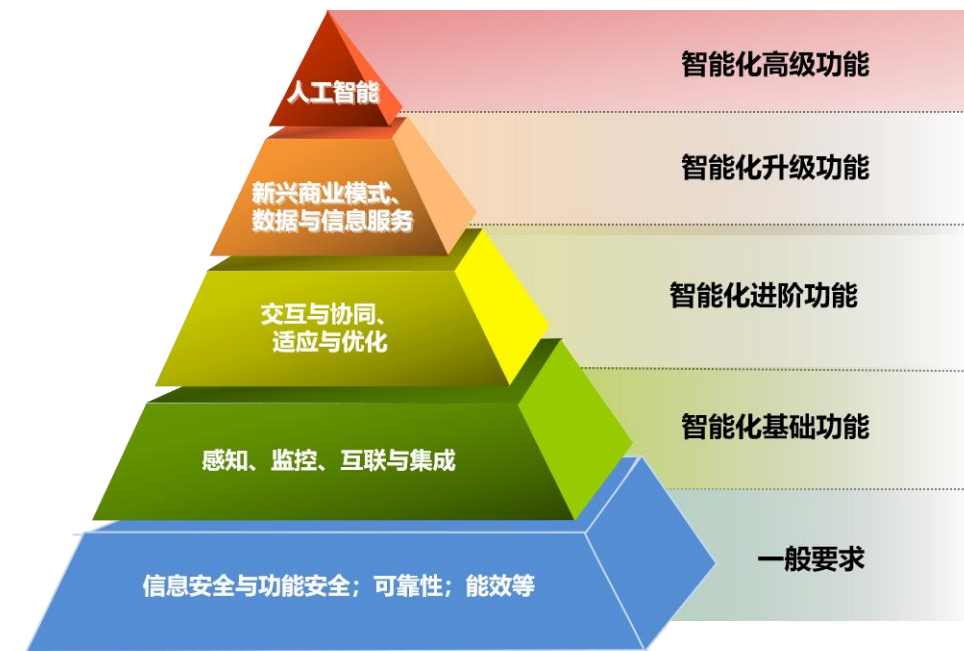 人工智能
智能化高级功能
新兴商业模式、
数据与信息服务
智能化升级功能
交互与协同、
适应与优化
智能化进阶功能
感知、监控、互联与集成
智能化基础功能
信息安全与功能安全；可靠性；能效等
一般要求